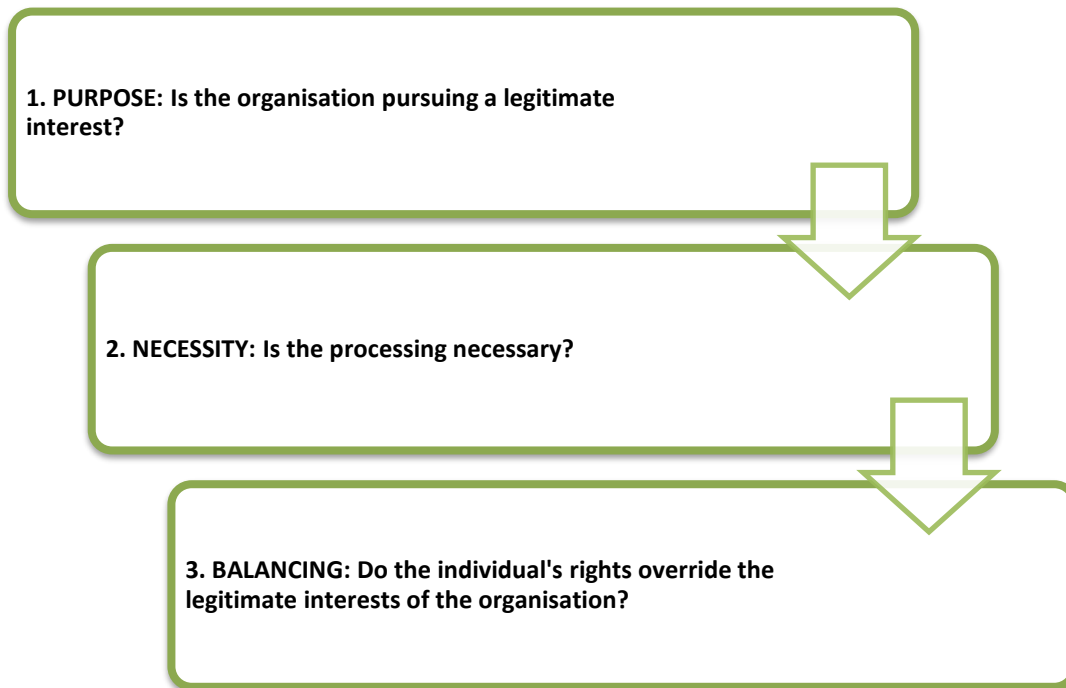 1. PURPOSE: Is the organisation pursuing a legitimate
interest?
2. NECESSITY: Is the processing necessary?
3. BALANCING: Do the individual's rights override the
legitimate interests of the organisation?